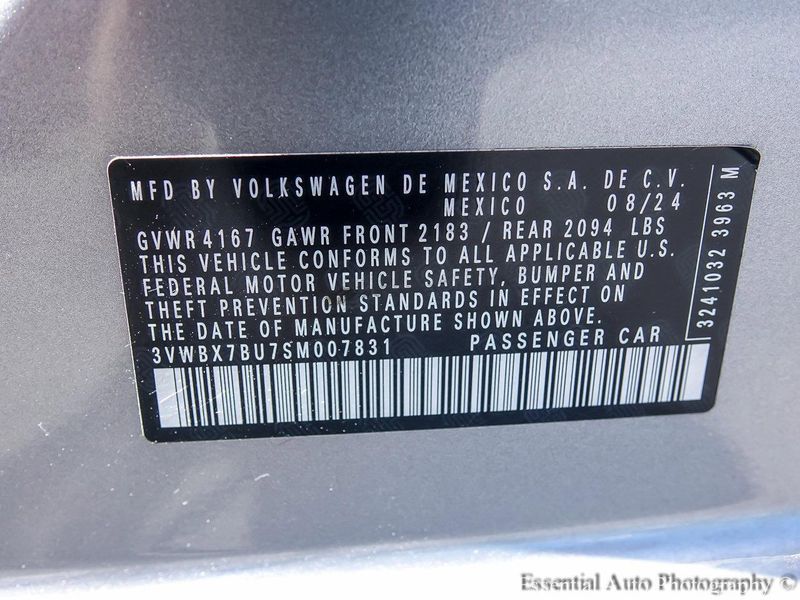 MFD BY VOLKSWAGEN DE MEXICO S.A. DE C.V.
MEXICO 08/24
GVWR 4167 GAWR FRONT 2183 / REAR 2094 LBS
THIS VEHICLE CONFORMS TO ALL APPLICABLE U.S.
FEDERAL MOTOR VEHICLE SAFETY, BUMPER AND
THEFT PREVENTION STANDARDS IN EFFECT ON
THE DATE OF MANUFACTURE SHOWN ABOVE.
3VWBX7BU7SM007831 PASSENGER CAR
3241032 3963 M
Essential Auto Photography ©